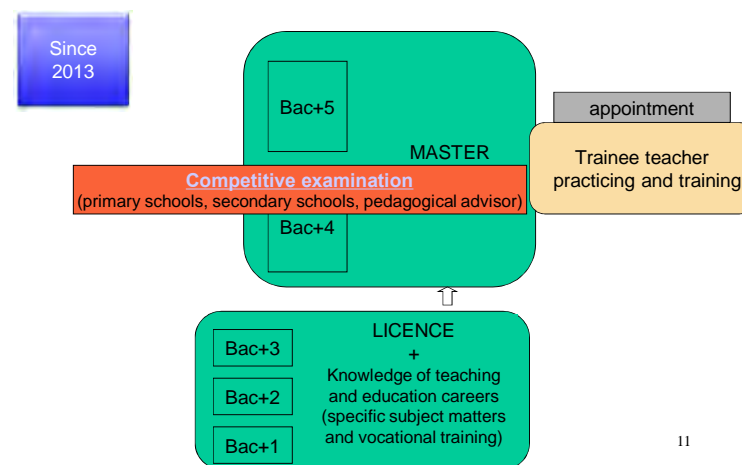 Since
2013
Bac+5
appointment
MASTER
Trainee teacher
practicing and training
Competitive examination
(primary schools, secondary schools, pedagogical advisor)
Bac+4
LICENCE
+
Knowledge of teaching
and education careers
(specific subject matters
and vocational training)
Bac+3
Bac+2
Bac+1
11